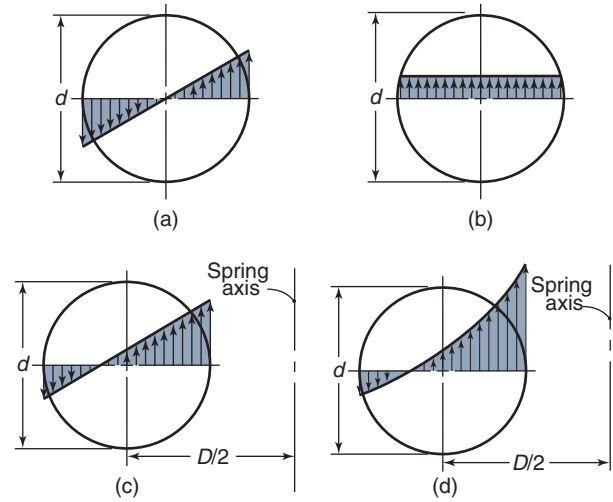 d
(a)
d
(b)
Spring
axis
d
D/2
(c)
Spring
axis
d
D/2
(d)